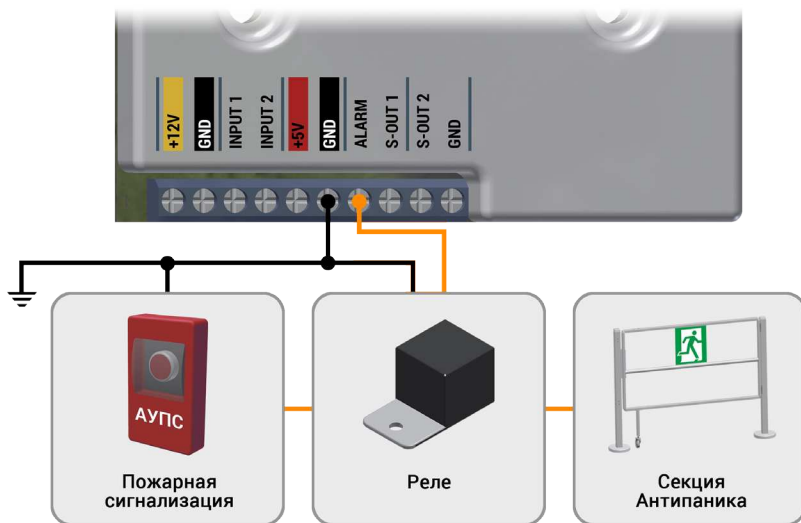 +12V
GND
INPUT 1
INPUT 2
+5V
GND
ALARM
S-OUT 1
S-OUT 2
GND
АУПС
Пожарная
сигнализация
Реле
Секция
Антипаника